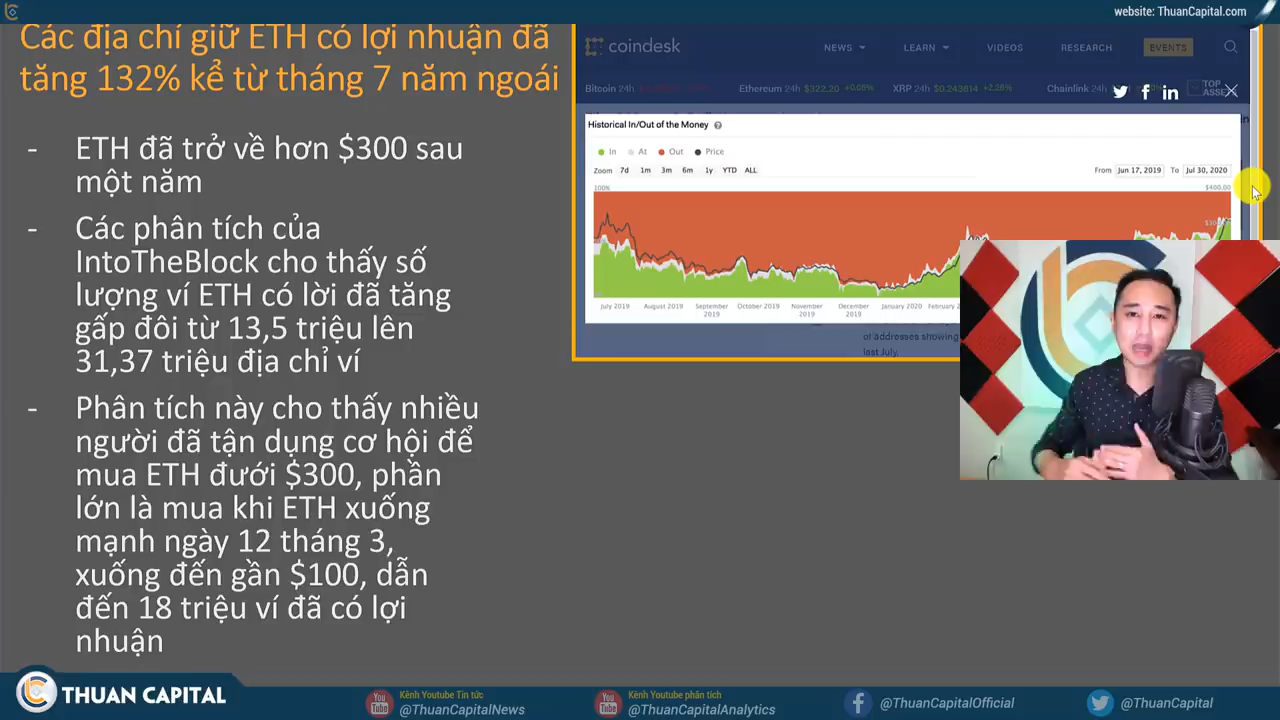 website: ThuanCapital.com
Các địa chỉ giữ ETH có lợi nhuận đã
tăng 132% kể từ tháng 7 năm ngoái
- ETH đã trở về hơn $300 sau
một năm
- Các phân tích của
IntoTheBlock cho thấy số
lượng ví ETH có lời đã tăng
gấp đôi từ 13,5 triệu lên
31,37 triệu địa chỉ ví
- Phân tích này cho thấy nhiều
người đã tận dụng cơ hội để
mua ETH đưới $300, phần
lớn là mua khi ETH xuống
mạnh ngày 12 tháng 3,
xuống đến gần $100, dẫn
đến 18 triệu ví đã có lợi
nhuận
coindesk
NEWS LEARN VIDEOS RESEARCH EVENTS
Bitcoin 24h Ethereum 24h $322.20 +0.06% XRP 24h $0.243814 +2.26% Chainlink 24h
TOP
Historical In/Out of the Money
In At Out Price
Zoom 7d 1m 3m 6m 1y YTD ALL
From Jun 17, 2019 To Jul 30, 2020
100% $400.00
July 2019 August 2019 September 2019 October 2019 November 2019 December 2019 January 2020 February
of addresses showing
last July.
THUAN CAPITAL
Kênh Youtube Tin tức
@ThuanCapitalNews
Kênh Youtube phân tích
@ThuanCapitalAnalytics
@ThuanCapitalOfficial
@ThuanCapital